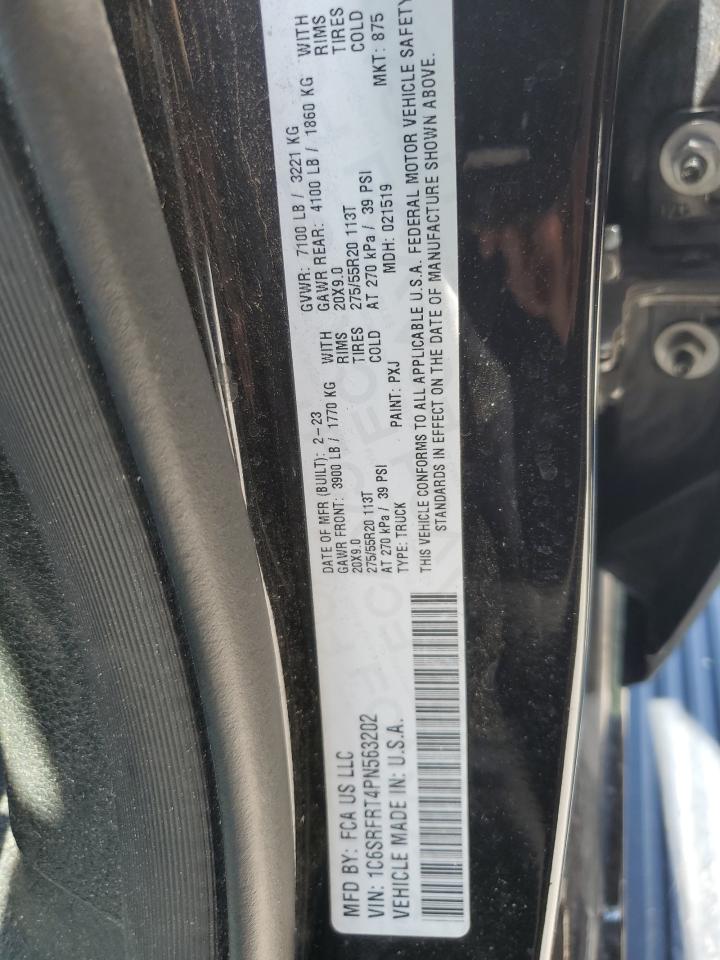 MFD BY: FCA US LLC
VIN: 1C6SRFRT4PN563202
VEHICLE MADE IN: U.S.A.
DATE OF MFR (BUILT): 2-23
GAWR FRONT: 3900 LB / 1770 KG WITH
20X9.0 RIMS
275/55R20 113T TIRES
AT 270 kPa / 39 PSI COLD
TYPE: TRUCK PAINT: PXJ
GVWR: 7100 LB / 3221 KG
GAWR REAR: 4100 LB / 1860 KG WITH
20X9.0 RIMS
275/55R20 113T TIRES
AT 270 kPa / 39 PSI COLD
MDH: 021519 MKT: 875
THIS VEHICLE CONFORMS TO ALL APPLICABLE U.S.A. FEDERAL MOTOR VEHICLE SAFETY
STANDARDS IN EFFECT ON THE DATE OF MANUFACTURE SHOWN ABOVE.